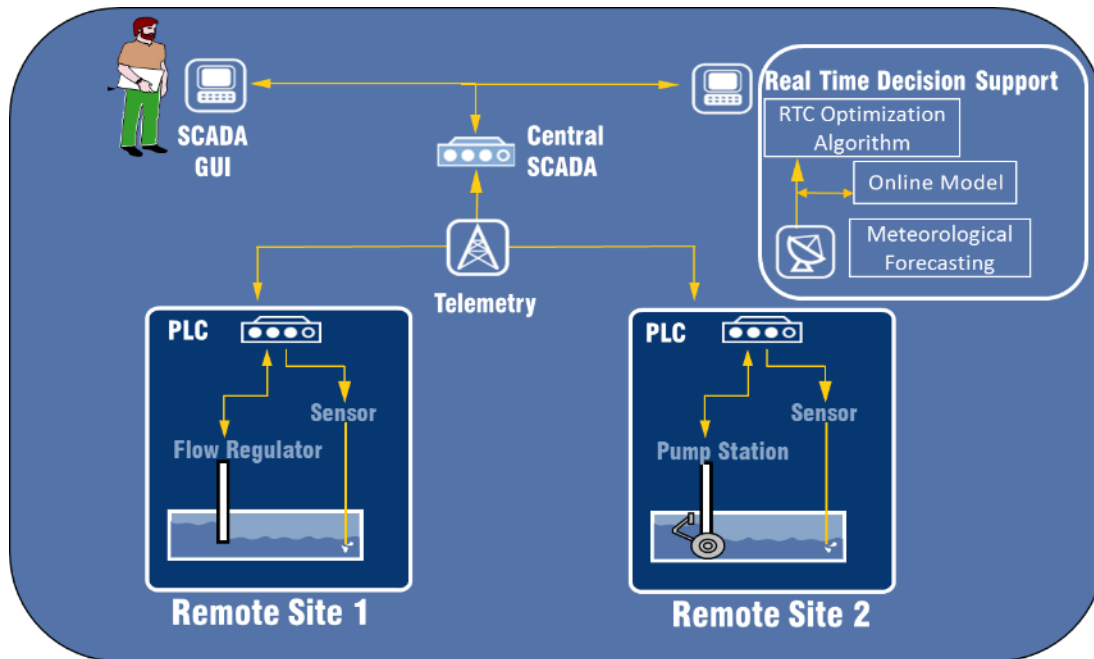 SCADA
GUI
Central
SCADA
Real Time Decision Support
RTC Optimization
Algorithm
Online Model
Meteorological
Forecasting
Telemetry
PLC
Sensor
Flow Regulator
Remote Site 1
PLC
Sensor
Pump Station
Remote Site 2